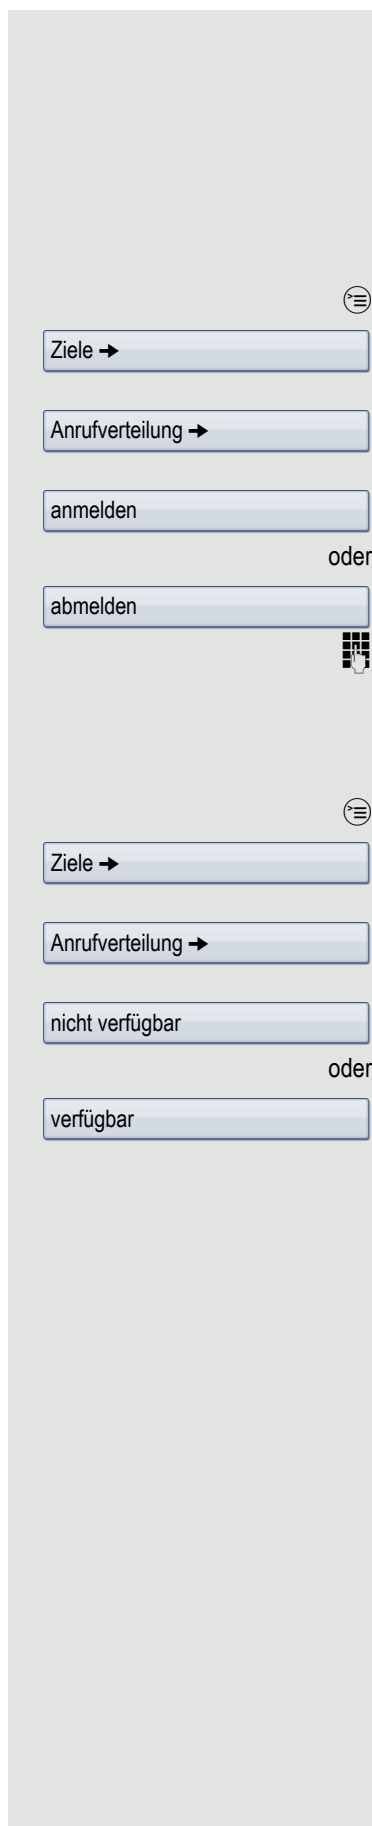 Ziele →
Anrufverteilung →
anmelden
oder
abmelden
Ziele →
Anrufverteilung →
nicht verfügbar
oder
verfügbar